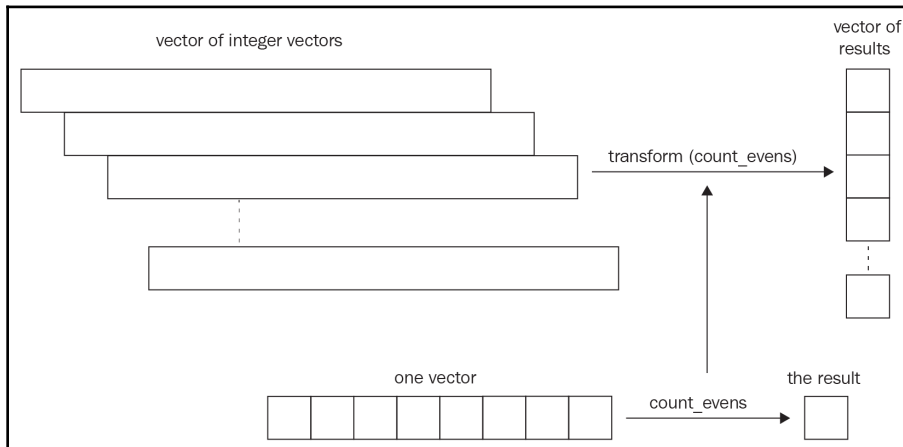 vector of integer vectors
vector of
results
transform (count_evens)
one vector
the result
count_evens